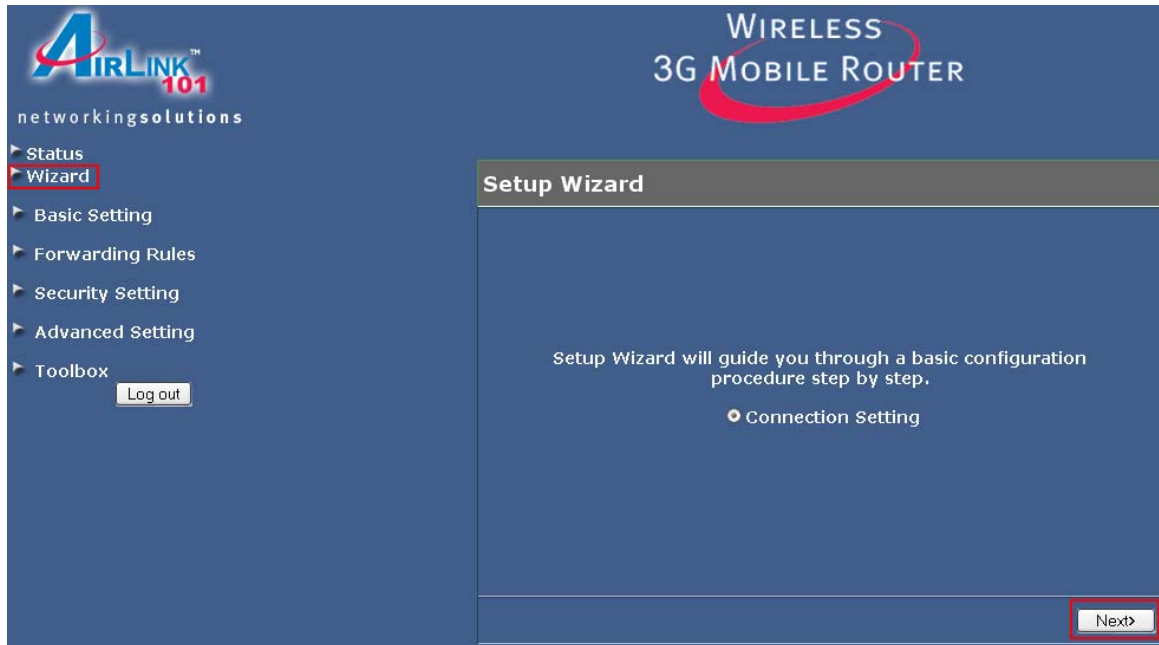 AIRLINK™
101
networkingsolutions
WIRELESS
3G MOBILE ROUTER
Status
Wizard
Basic Setting
Forwarding Rules
Security Setting
Advanced Setting
Toolbox
Log out
Setup Wizard
Setup Wizard will guide you through a basic configuration
procedure step by step.
Connection Setting
Next>